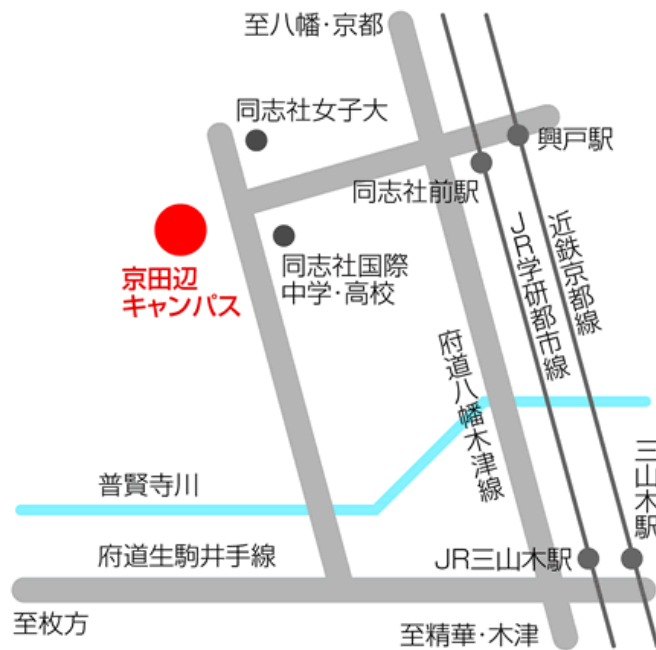 至八幡・京都
同志社女子大
興戸駅
同志社前駅
京田辺
キャンパス
同志社国際
中学・高校
近鉄京都線
JR学研都市線
府道八幡木津線
三山木駅
普賢寺川
府道生駒井手線
JR三山木駅
至枚方
至精華・木津